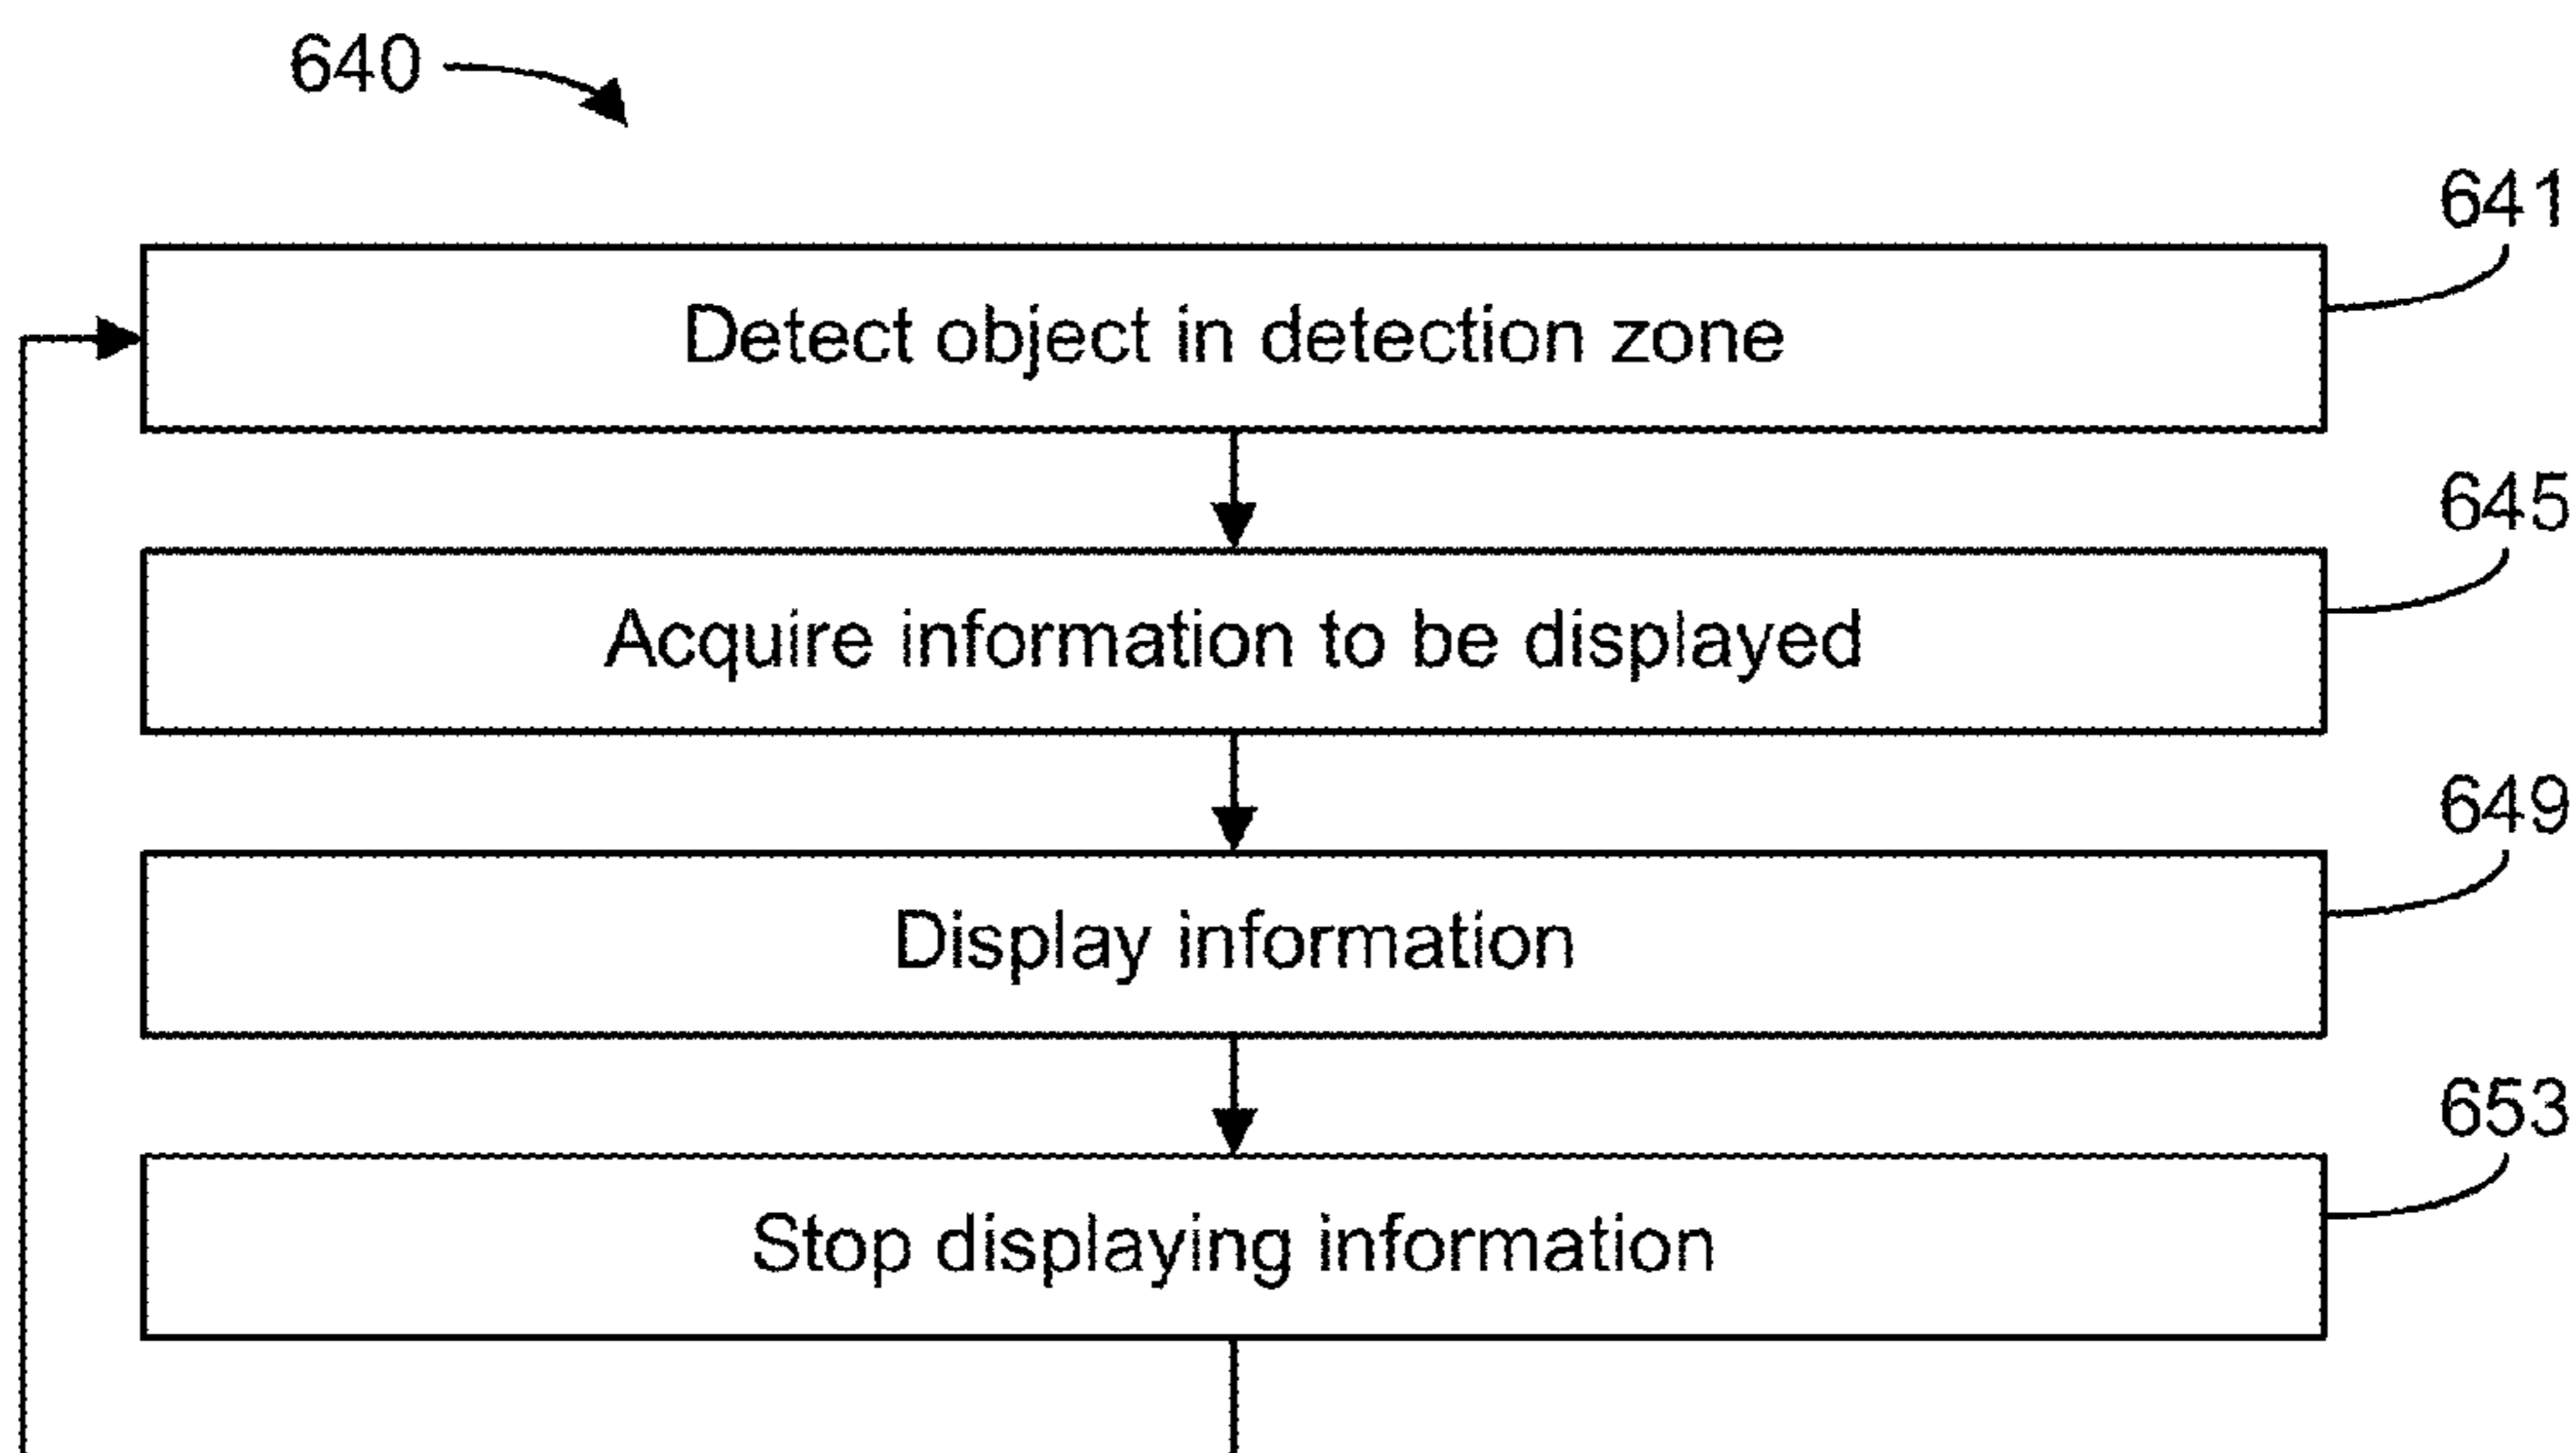 640
641
Detect object in detection zone
645
Acquire information to be displayed
649
Display information
653
Stop displaying information